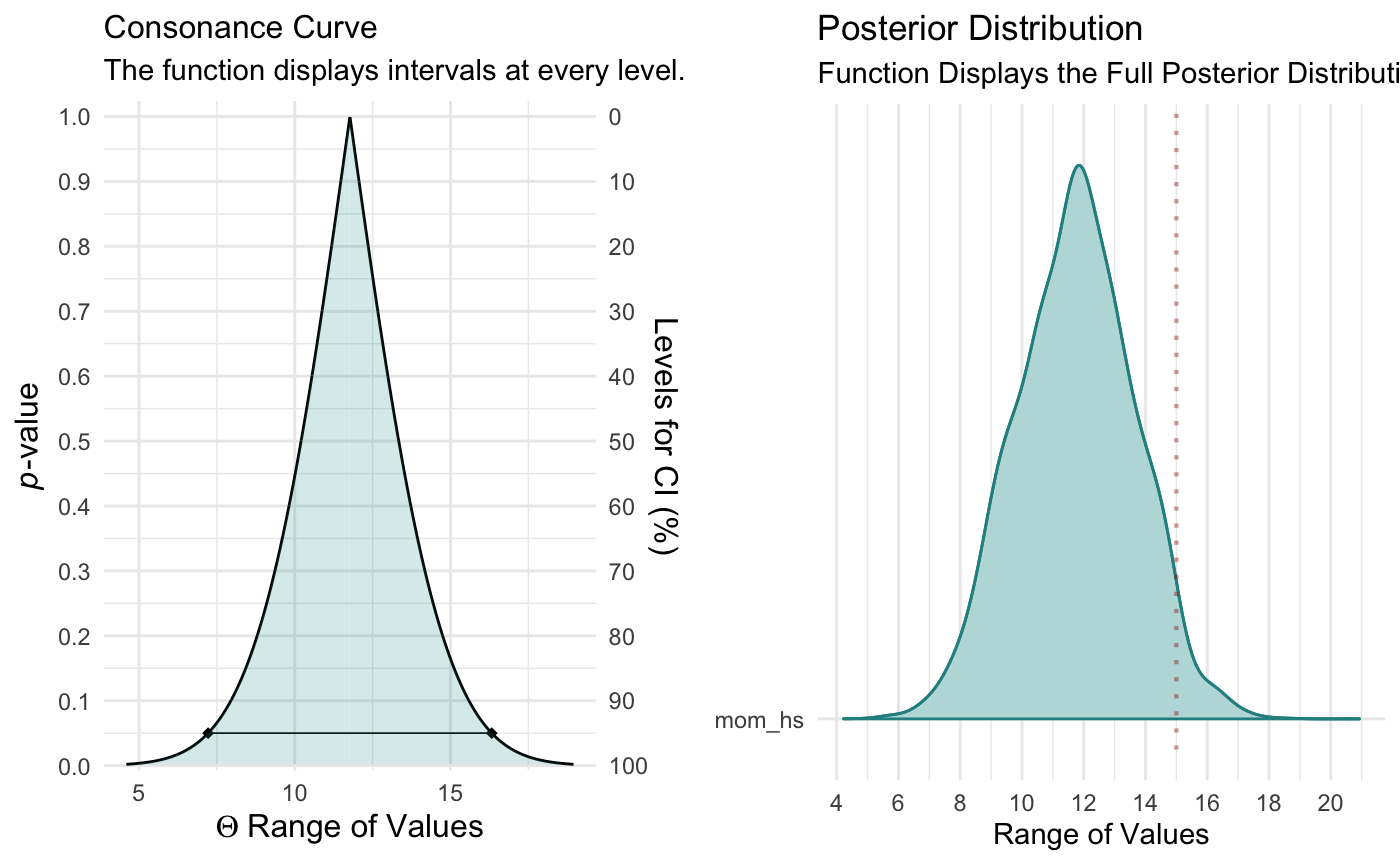 Consonance Curve
The function displays intervals at every level.
1.0
0.9
0.8
0.7
0.6
0.5
0.4
0.3
0.2
0.1
0.0
p-value
0
10
20
30
40
50
60
70
80
90
100
Levels for CI (%)
5 10 15
Θ Range of Values
Posterior Distribution
Function Displays the Full Posterior Distributi
mom_hs
4 6 8 10 12 14 16 18 20
Range of Values